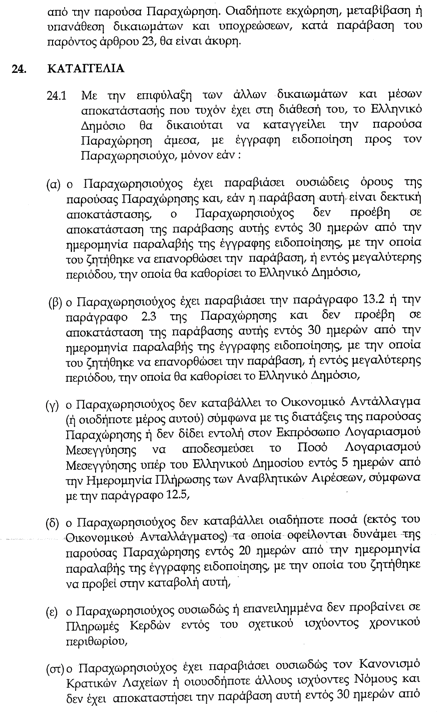 από την παρούσα Παραχώρηση. Οιαδήποτε εκχώρηση, μεταβίβαση ή
υπανάθεση δικαιωμάτων και υποχρεώσεων, κατά παράβαση του
παρόντος άρθρου 23, θα είναι άκυρη.
24. ΚΑΤΑΓΓΕΛΙΑ
24.1 Με την επιφύλαξη των άλλων δικαιωμάτων και μέσων
αποκατάστασής που τυχόν έχει στη διάθεσή του, το Ελληνικό
Δημόσιο θα δικαιούται να καταγγείλει την παρούσα
Παραχώρηση άμεσα, με έγγραφη ειδοποίηση προς τον
Παραχωρησιούχο, μόνον εάν :
(α) ο Παραχωρησιούχος έχει παραβιάσει ουσιώδεις όρους της
παρούσας Παραχώρησης και, εάν η παράβαση αυτή είναι δεκτική
αποκατάστασης, ο Παραχωρησιούχος δεν προέβη σε
αποκατάσταση της παράβασης αυτής εντός 30 ημερών από την
ημερομηνία παραλαβής της έγγραφης ειδοποίησης, με την οποία
του ζητήθηκε να επανορθώσει την παράβαση, ή εντός μεγαλύτερης
περιόδου, την οποία θα καθορίσει το Ελληνικό Δημόσιο,
(β) ο Παραχωρησιούχος έχει παραβιάσει την παράγραφο 13.2 ή την
παράγραφο 2.3 της Παραχώρησης και δεν προέβη σε
αποκατάσταση της παράβασης αυτής εντός 30 ημερών από την
ημερομηνία παραλαβής της έγγραφης ειδοποίησης, με την οποία
του ζητήθηκε να επανορθώσει την παράβαση, ή εντός μεγαλύτερης
περιόδου, την οποία θα καθορίσει το Ελληνικό Δημόσιο,
(γ) ο Παραχωρησιούχος δεν καταβάλλει το Οικονομικό Αντάλλαγμα
(ή οιοδήποτε μέρος αυτού) σύμφωνα με τις διατάξεις της παρούσας
Παραχώρησης ή δεν δίδει εντολή στον Εκπρόσωπο Λογαριασμού
Μεσεγγύησης να αποδεσμεύσει το Ποσό Λογαριασμού
Μεσεγγύησης υπέρ του Ελληνικού Δημοσίου εντός 5 ημερών από
την Ημερομηνία Πλήρωσης των Αναβλητικών Αιρέσεων, σύμφωνα
με την παράγραφο 12.5,
(δ) ο Παραχωρησιούχος δεν καταβάλλει οιαδήποτε ποσά (εκτός του
Οικονομικού Ανταλλάγματος) τα οποία οφείλονται δυνάμει της
παρούσας Παραχώρησης εντός 20 ημερών από την ημερομηνία
παραλαβής της έγγραφης ειδοποίησης, με την οποία του ζητήθηκε
να προβεί στην καταβολή αυτή,
(ε) ο Παραχωρησιούχος ουσιωδώς ή επανειλημμένα δεν προβαίνει σε
Πληρωμές Κερδών εντός του σχετικού ισχύοντος χρονικού
περιθωρίου,
(στ) ο Παραχωρησιούχος έχει παραβιάσει ουσιωδώς τον Κανονισμό
Κρατικών Λαχείων ή οιουσδήποτε άλλους ισχύοντες Νόμους και
δεν έχει αποκαταστήσει την παράβαση αυτή εντός 30 ημερών από